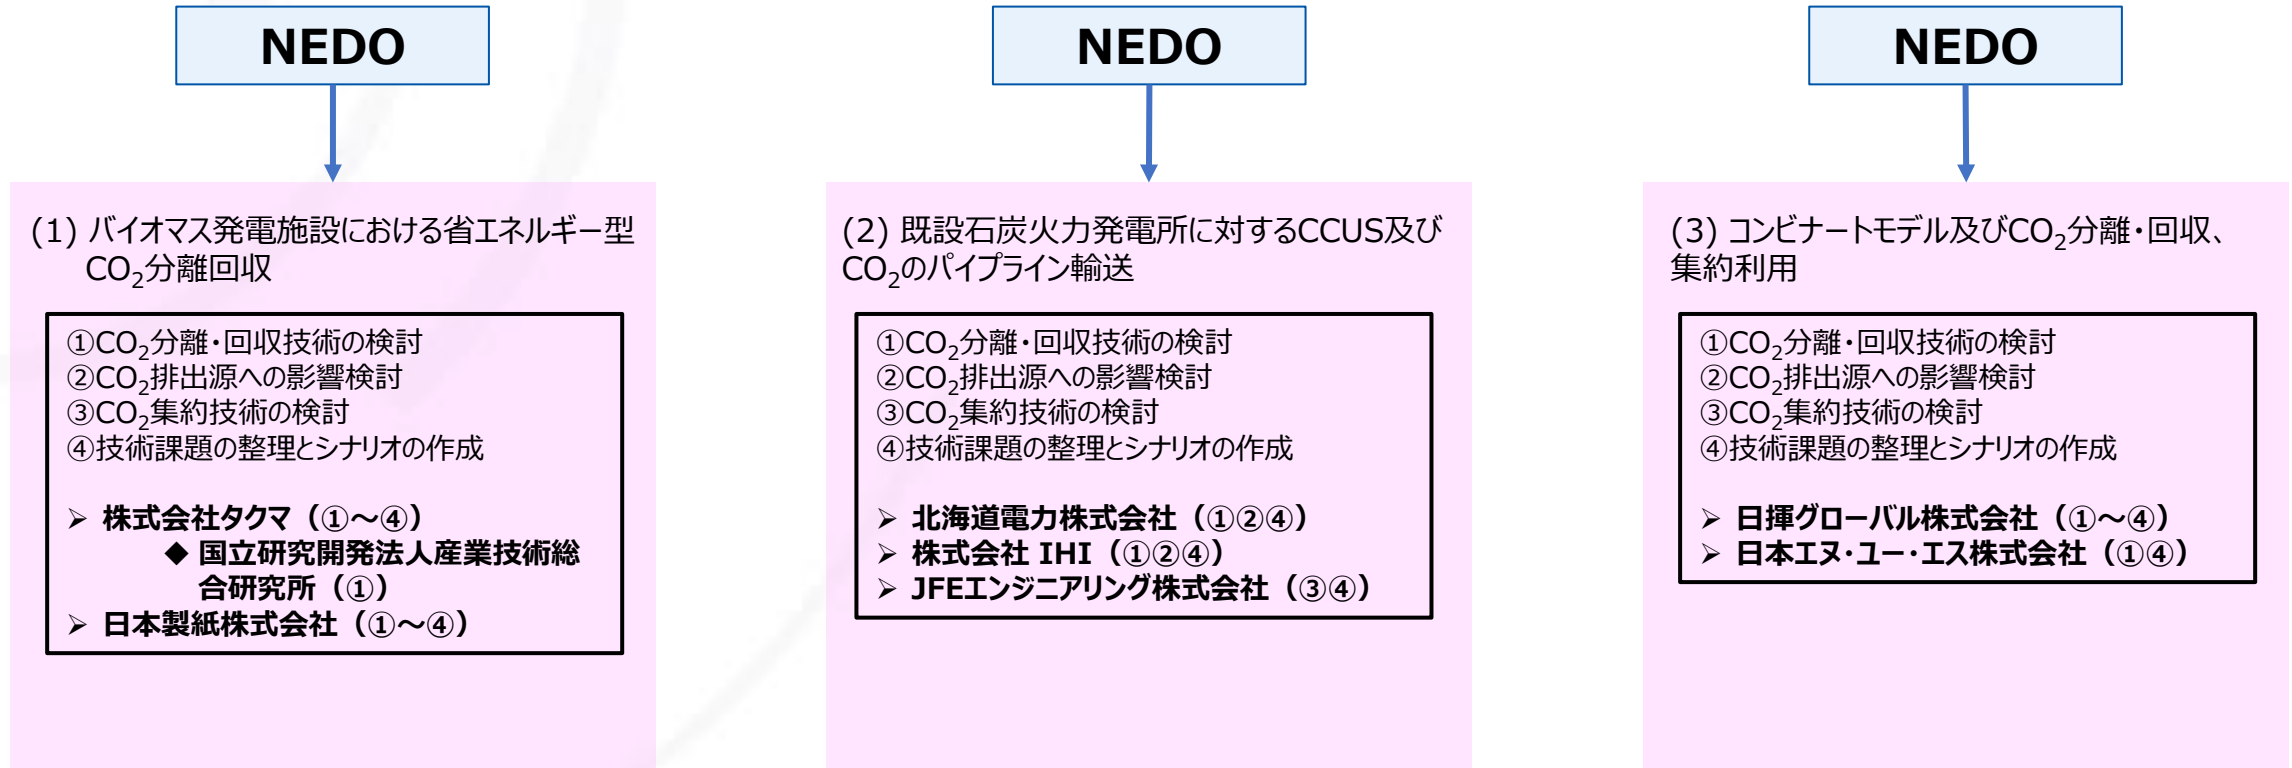 NEDO
(1) バイオマス発電施設における省エネルギー型
CO₂分離回収
①CO₂分離・回収技術の検討
②CO₂排出源への影響検討
③CO₂集約技術の検討
④技術課題の整理とシナリオの作成
➢ 株式会社タクマ（①～④）
◆ 国立研究開発法人産業技術総
合研究所（①）
➢ 日本製紙株式会社（①～④）
NEDO
(2) 既設石炭火力発電所に対するCCUS及び
CO₂のパイプライン輸送
①CO₂分離・回収技術の検討
②CO₂排出源への影響検討
③CO₂集約技術の検討
④技術課題の整理とシナリオの作成
➢ 北海道電力株式会社（①②④）
➢ 株式会社 IHI（①②④）
➢ JFEエンジニアリング株式会社（③④）
NEDO
(3) コンビナートモデル及びCO₂分離・回収、
集約利用
①CO₂分離・回収技術の検討
②CO₂排出源への影響検討
③CO₂集約技術の検討
④技術課題の整理とシナリオの作成
➢ 日揮グローバル株式会社（①～④）
➢ 日本エヌ・ユー・エス株式会社（①④）